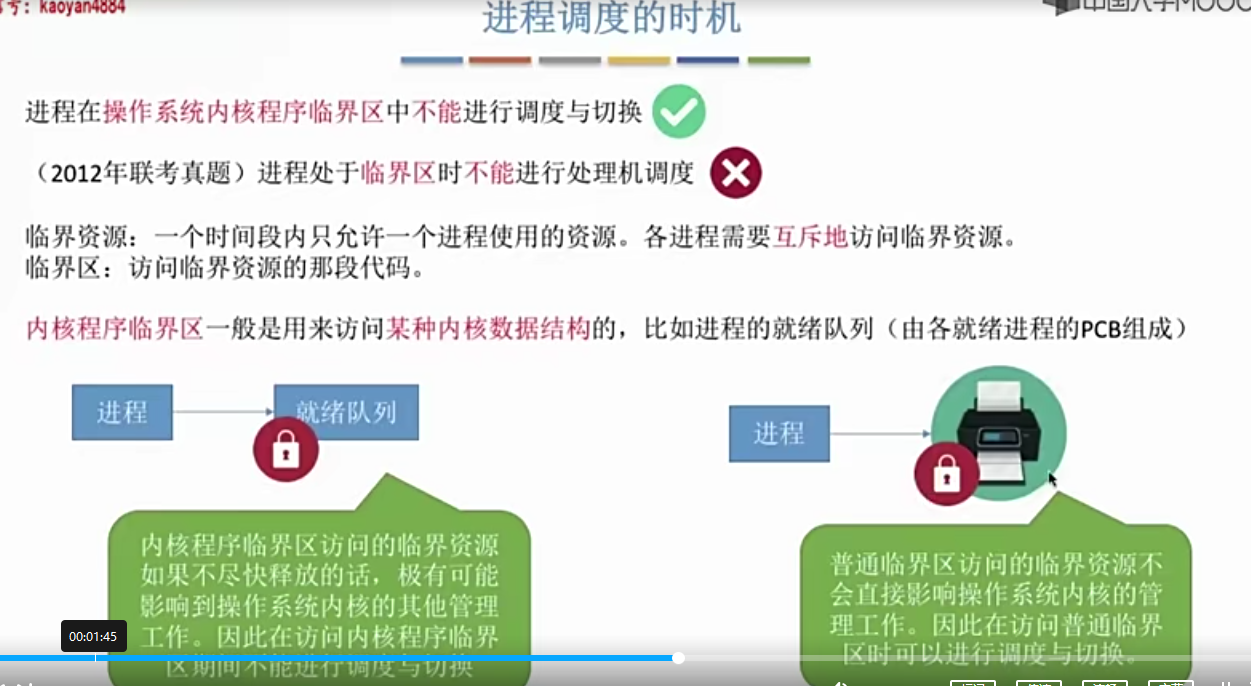 号：kaoyan4884
中国大学MOOC
进程调度的时机
进程在操作系统内核程序临界区中不能进行调度与切换
（2012年联考真题）进程处于临界区时不能进行处理机调度
临界资源：一个时间段内只允许一个进程使用的资源。各进程需要互斥地访问临界资源。
临界区：访问临界资源的那段代码。
内核程序临界区一般是用来访问某种内核数据结构的，比如进程的就绪队列（由各就绪进程的PCB组成）
进程
就绪队列
进程
内核程序临界区访问的临界资源
如果不尽快释放的话，极有可能
影响到操作系统内核的其他管理
工作。因此在访问内核程序临界
区期间不能进行调度与切换
普通临界区访问的临界资源不
会直接影响操作系统内核的管
理工作。因此在访问普通临界
区时可以进行调度与切换。
00:01:45